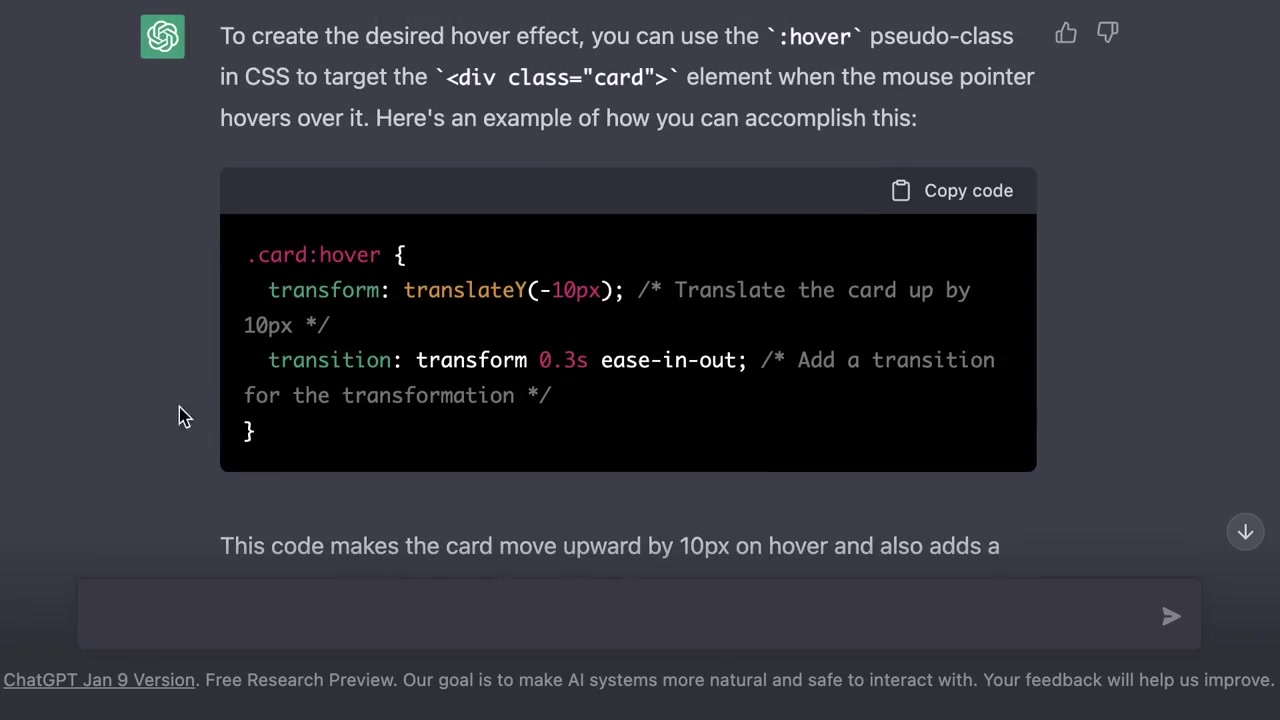 To create the desired hover effect, you can use the `:hover` pseudo-class
in CSS to target the `<div class="card">` element when the mouse pointer
hovers over it. Here's an example of how you can accomplish this:
Copy code
.card:hover {
  transform: translateY(-10px); /* Translate the card up by
10px */
  transition: transform 0.3s ease-in-out; /* Add a transition
for the transformation */
}
This code makes the card move upward by 10px on hover and also adds a
ChatGPT Jan 9 Version. Free Research Preview. Our goal is to make AI systems more natural and safe to interact with. Your feedback will help us improve.